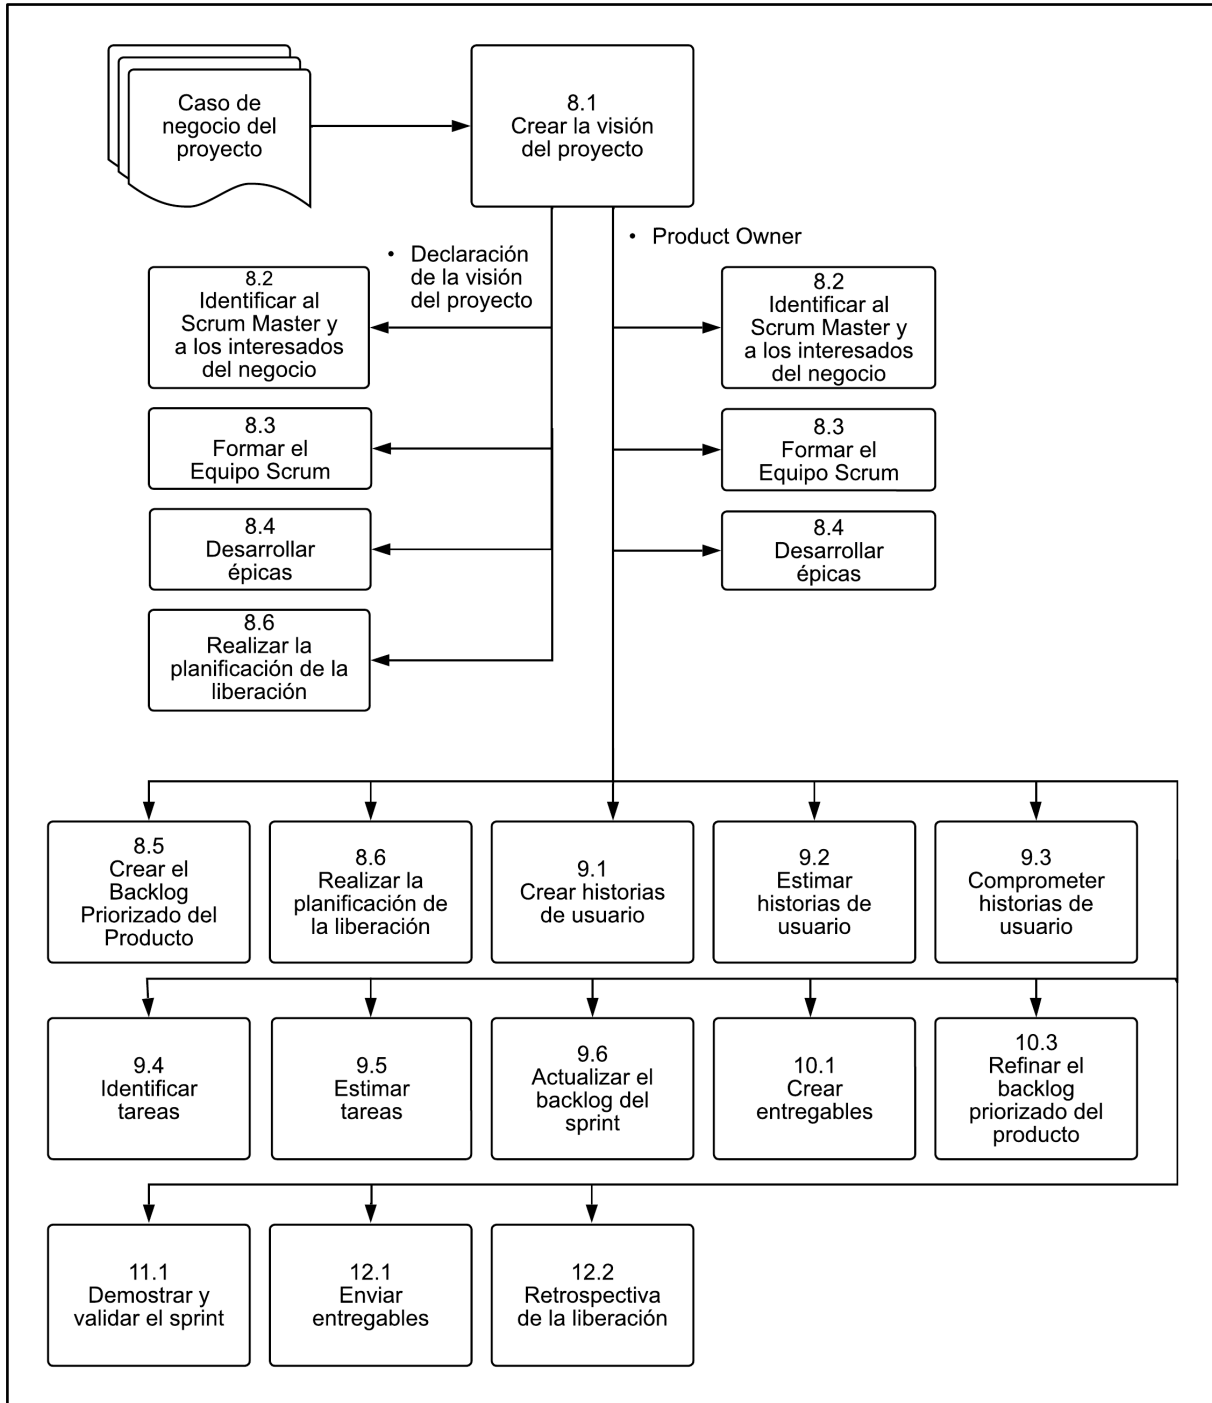 Caso de
negocio del
proyecto
8.1
Crear la visión
del proyecto
• Product Owner
• Declaración
de la visión
del proyecto
8.2
Identificar al
Scrum Master y
a los interesados
del negocio
8.2
Identificar al
Scrum Master y
a los interesados
del negocio
8.3
Formar el
Equipo Scrum
8.3
Formar el
Equipo Scrum
8.4
Desarrollar
épicas
8.4
Desarrollar
épicas
8.6
Realizar la
planificación de la
liberación
8.5
Crear el
Backlog
Priorizado del
Producto
8.6
Realizar la
planificación de
la liberación
9.1
Crear historias
de usuario
9.2
Estimar
historias de
usuario
9.3
Comprometer
historias de
usuario
9.4
Identificar
tareas
9.5
Estimar
tareas
9.6
Actualizar el
backlog del
sprint
10.1
Crear
entregables
10.3
Refinar el
backlog
priorizado del
producto
11.1
Demostrar y
validar el sprint
12.1
Enviar
entregables
12.2
Retrospectiva
de la liberación